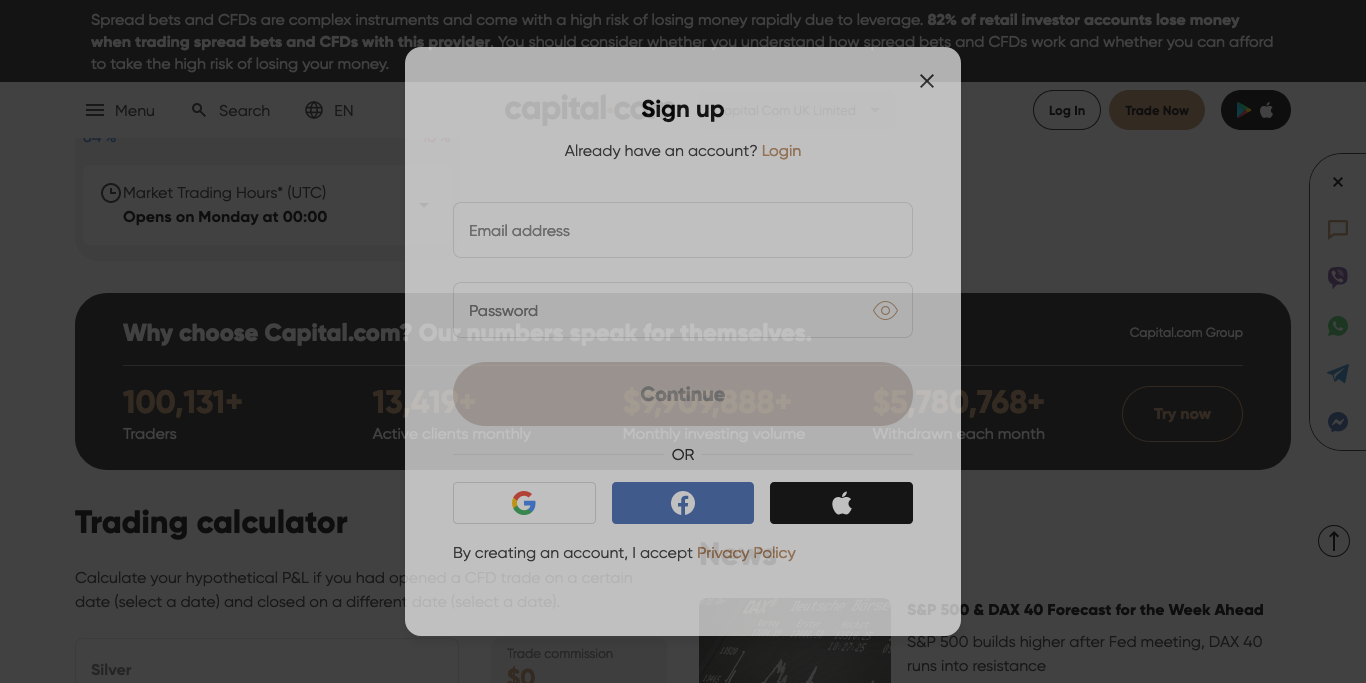 Spread bets and CFDs are complex instruments and come with a high risk of losing money rapidly due to leverage. 82% of retail investor accounts lose money
when trading spread bets and CFDs with this provider. You should consider whether you understand how spread bets and CFDs work and whether you can afford
to take the high risk of losing your money.
Menu
Search
EN
capital
Capital Com UK Limited
Log In
Trade Now
Sign up
Already have an account? Login
Market Trading Hours* (UTC)
Opens on Monday at 00:00
Email address
Password
Why choose Capital.com? Our numbers speak for themselves.
Capital.com Group
Continue
100,131+
Traders
13,419+
Active clients monthly
Monthly investing volume
$5,780,768+
Withdrawn each month
Try now
OR
Trading calculator
By creating an account, I accept Privacy Policy
News
Calculate your hypothetical P&L if you had opened a CFD trade on a certain
date (select a date) and closed on a different date (select a date).
S&P 500 & DAX 40 Forecast for the Week Ahead
S&P 500 builds higher after Fed meeting, DAX 40
runs into resistance
Silver
Trade commission
$0